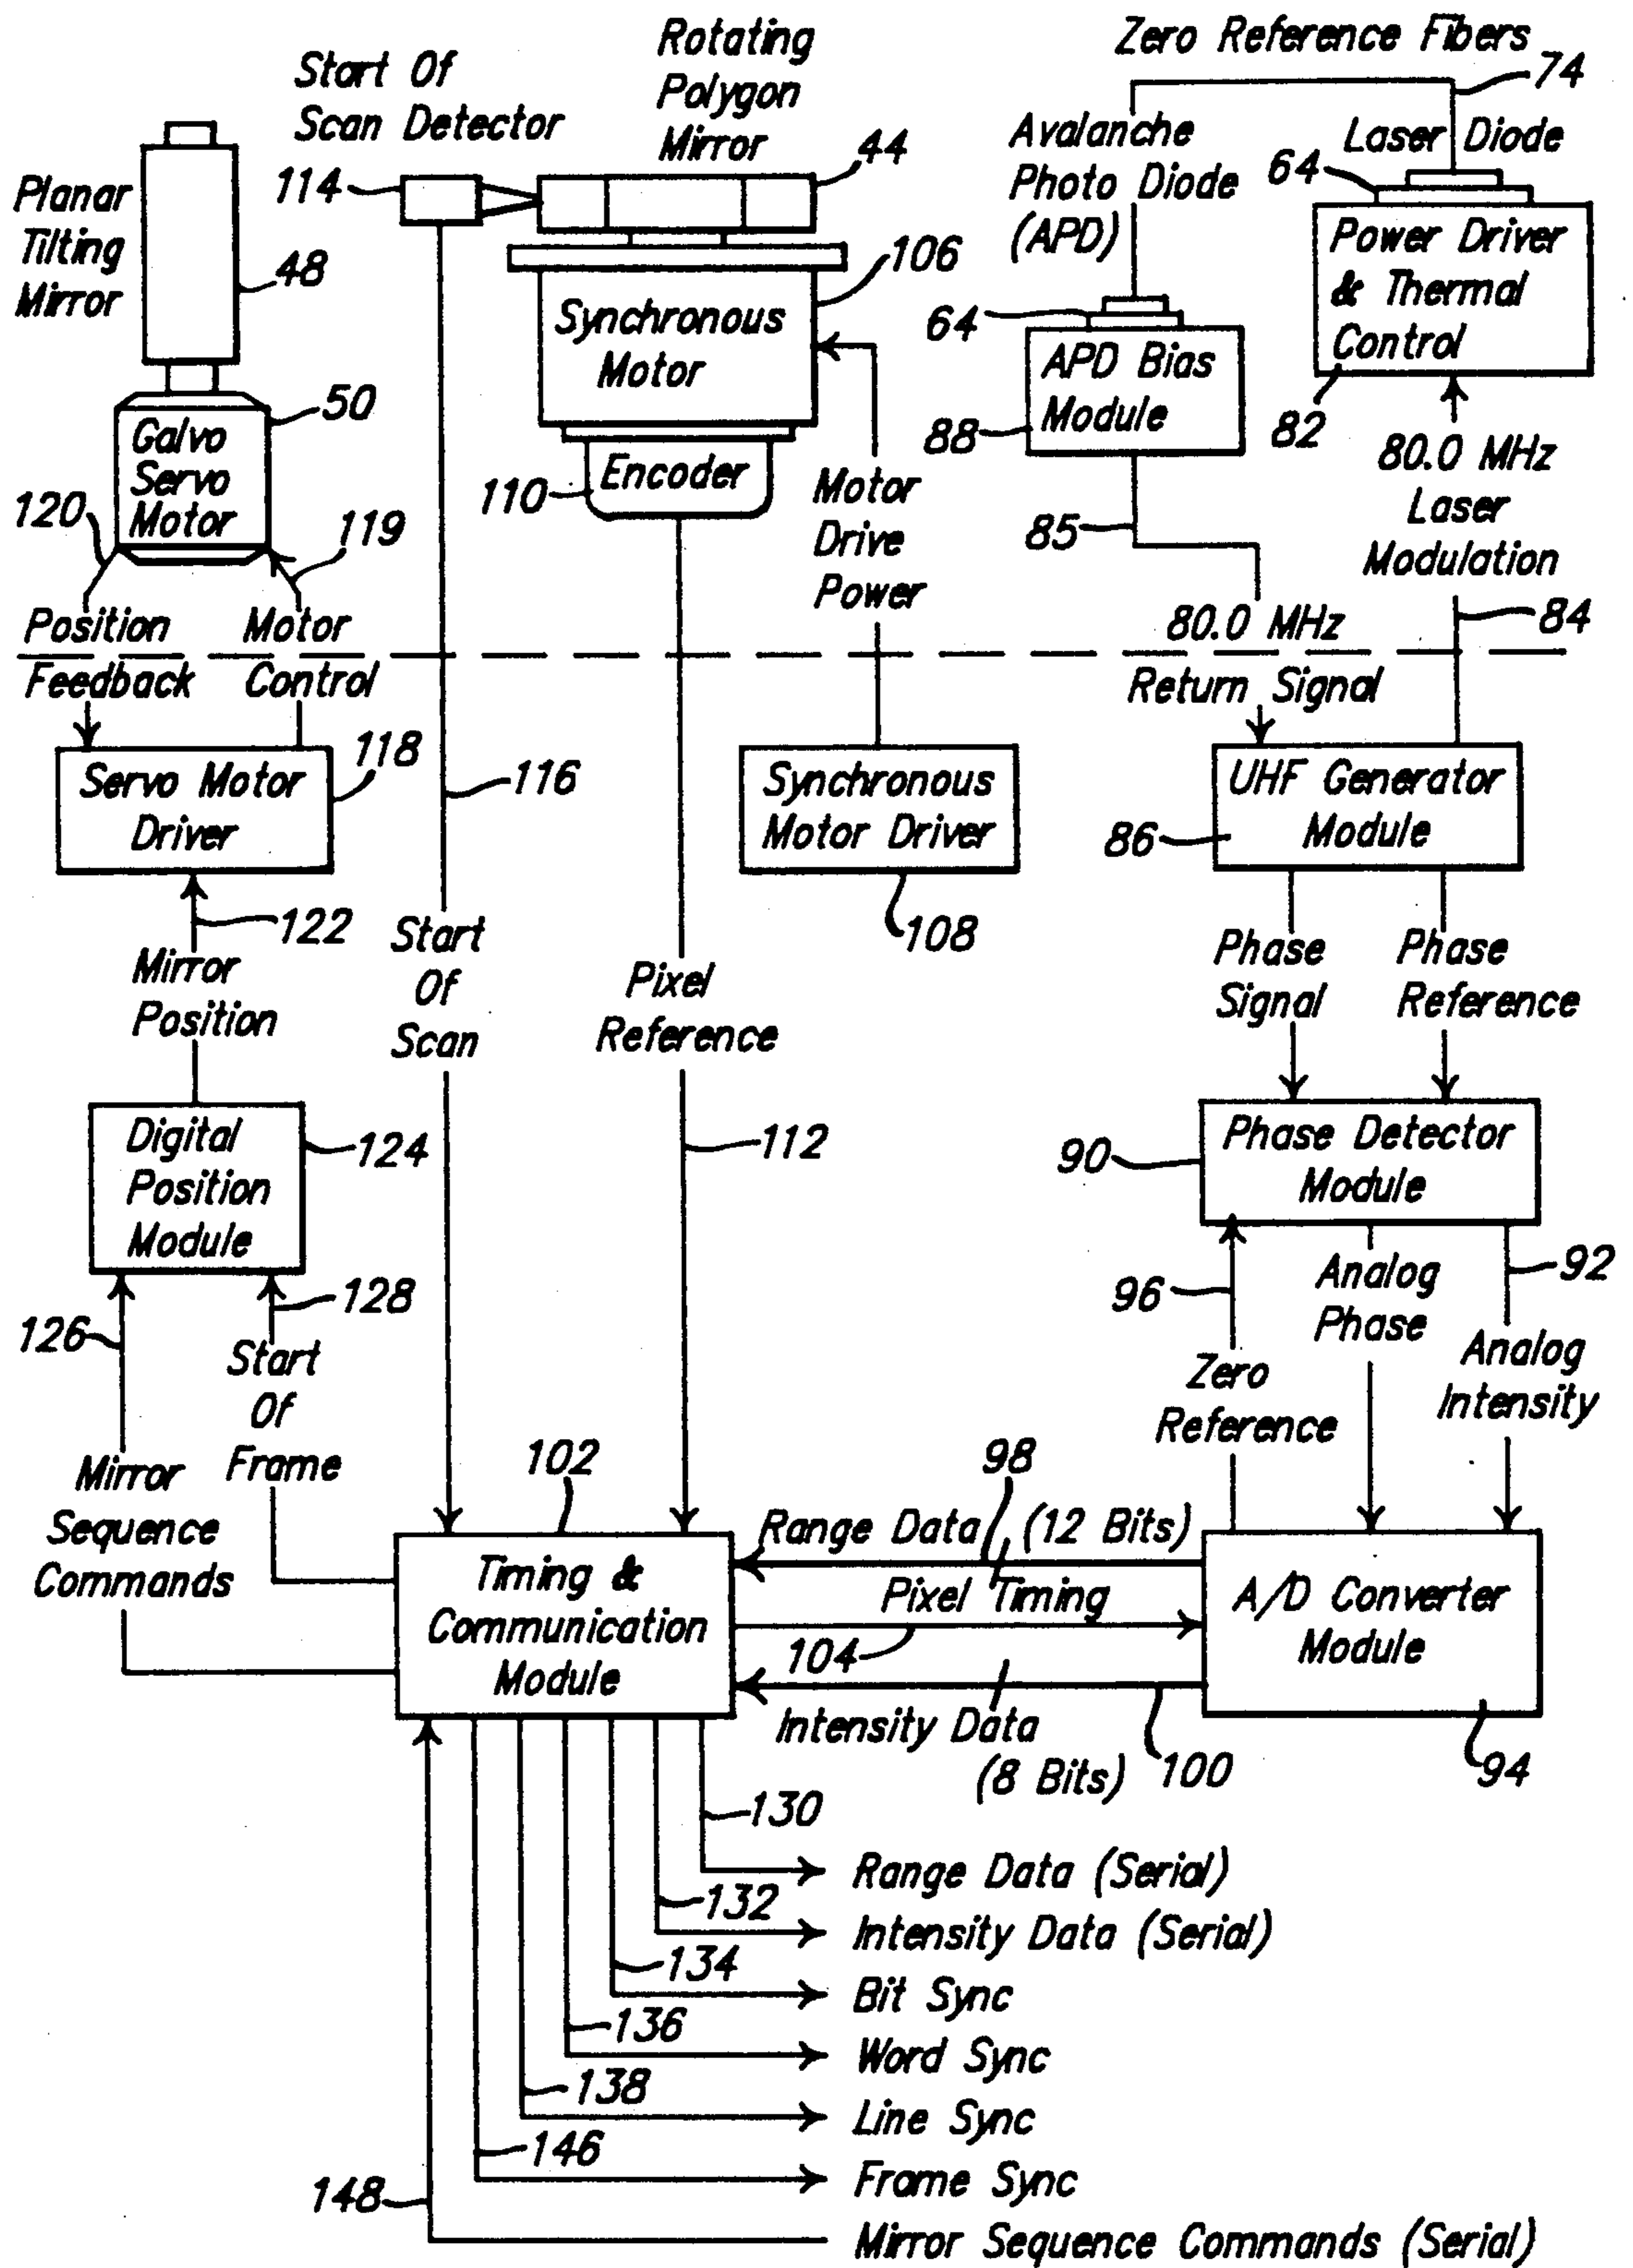 Zero Reference Fibers
74
Start Of
Scan Detector
Rotating
Polygon
Mirror
44
Avalanche
Photo Diode
(APD)
Laser Diode
64
Planar
Tilting
Mirror
48
114
106
Synchronous
Motor
64
APD Bias
Module
88
Power Driver
& Thermal
Control
82
50
Galvo
Servo
Motor
120
119
110
Encoder
Motor
Drive
Power
85
80.0 MHz
Laser
Modulation
84
Position
Feedback
Motor
Control
80.0 MHz
Return Signal
Servo Motor
Driver
118
116
Synchronous
Motor Driver
108
UHF Generator
Module
86
122
Mirror
Position
Start
Of
Scan
Pixel
Reference
Phase
Signal
Phase
Reference
Digital
Position
Module
124
112
90
Phase Detector
Module
126
128
Start
Of
Frame
96
Zero
Reference
Analog
Phase
92
Analog
Intensity
Mirror
Sequence
Commands
102
98
Range Data (12 Bits)
Timing &
Communication
Module
Pixel Timing
104
A/D Converter
Module
Intensity Data
(8 Bits)
100
94
130
Range Data (Serial)
132
Intensity Data (Serial)
134
Bit Sync
136
Word Sync
138
Line Sync
146
Frame Sync
148
Mirror Sequence Commands (Serial)